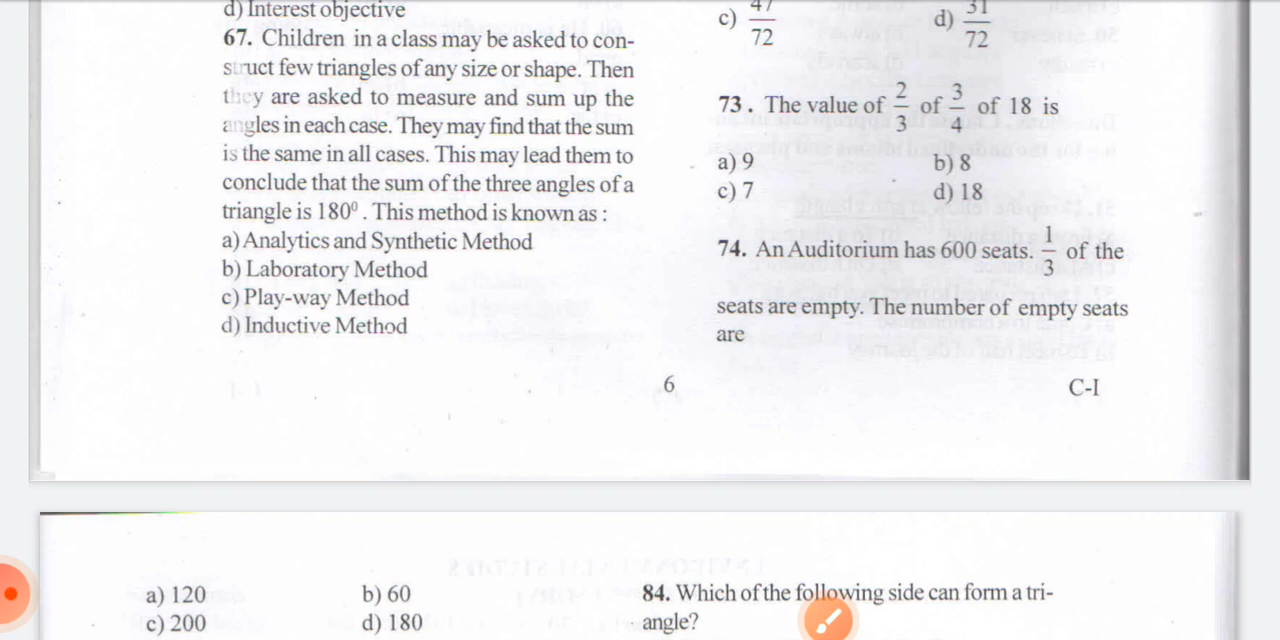 d) Interest objective
67. Children in a class may be asked to con-
struct few triangles of any size or shape. Then
they are asked to measure and sum up the
angles in each case. They may find that the sum
is the same in all cases. This may lead them to
conclude that the sum of the three angles of a
triangle is 180⁰ . This method is known as :
a) Analytics and Synthetic Method
b) Laboratory Method
c) Play-way Method
d) Inductive Method
c) 47/72 d) 31/72
73. The value of 2/3 of 3/4 of 18 is
a) 9 b) 8
c) 7 d) 18
74. An Auditorium has 600 seats. 1/3 of the
seats are empty. The number of empty seats
are
6 C-I
a) 120 b) 60
c) 200 d) 180
84. Which of the following side can form a tri-
angle?